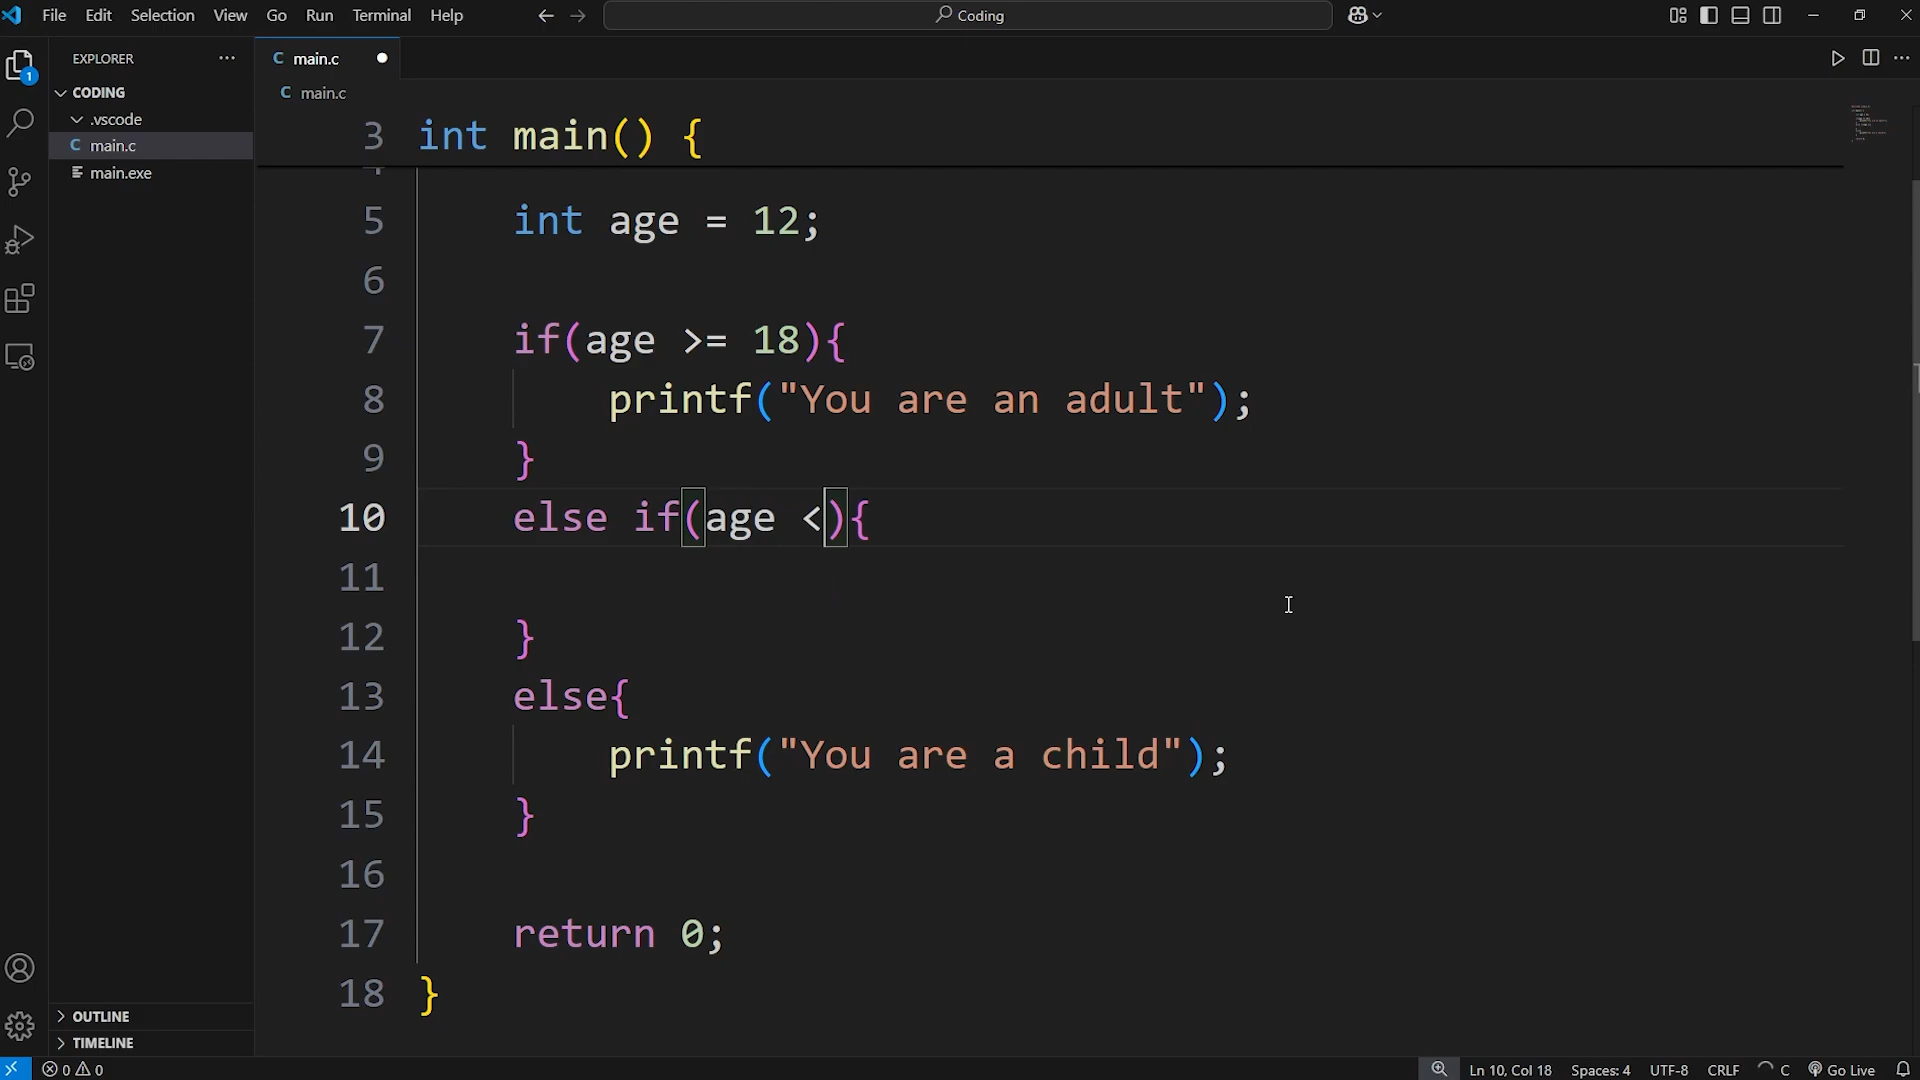 File Edit Selection View Go Run Terminal Help Coding
EXPLORER
CODING
.vscode
C main.c
main.exe
OUTLINE
TIMELINE
1
C main.c
C main.c
3 int main() {
5 int age = 12;
6
7 if(age >= 18){
8 printf("You are an adult");
9 }
10 else if(age <){
11
12 }
13 else{
14 printf("You are a child");
15 }
16
17 return 0;
18 }
0 0 Ln 10, Col 18 Spaces: 4 UTF-8 CRLF C Go Live